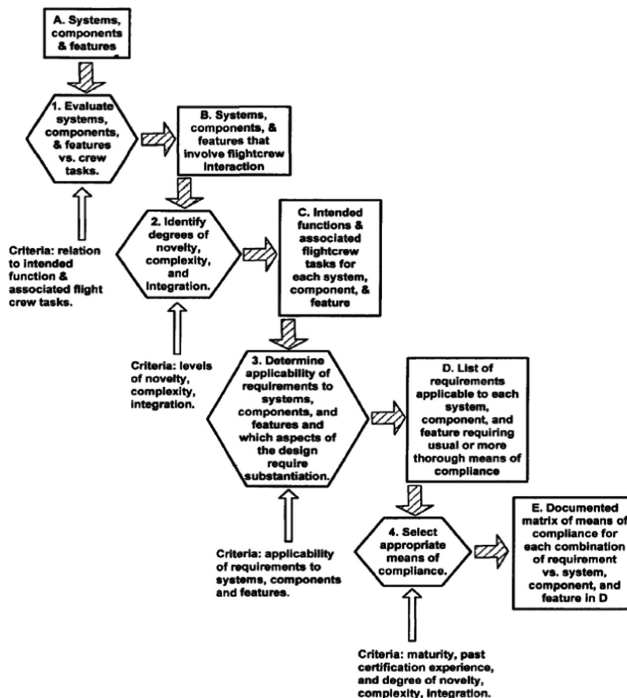 A. Systems,
components
& features
1. Evaluate
systems,
components,
& features
vs. crew
tasks.
B. Systems,
components, &
features that
involve flightcrew
interaction
Criteria: relation
to intended
function &
associated flight
crew tasks.
2. Identify
degrees of
novelty,
complexity,
and
Integration.
C. Intended
functions &
associated
flightcrew
tasks for
each system,
component, &
feature
Criteria: levels
of novelty,
complexity,
integration.
3. Determine
applicability of
requirements to
systems,
components, and
features and
which aspects of
the design
require
substantiation.
D. List of
requirements
applicable to each
system,
component, and
feature requiring
usual or more
thorough means of
compliance
Criteria: applicability
of requirements to
systems, components
and features.
4. Select
appropriate
means of
compliance.
E. Documented
matrix of means of
compliance for
each combination
of requirement
vs. system,
component, and
feature in D
Criteria: maturity, past
certification experience,
and degree of novelty,
complexity, integration.